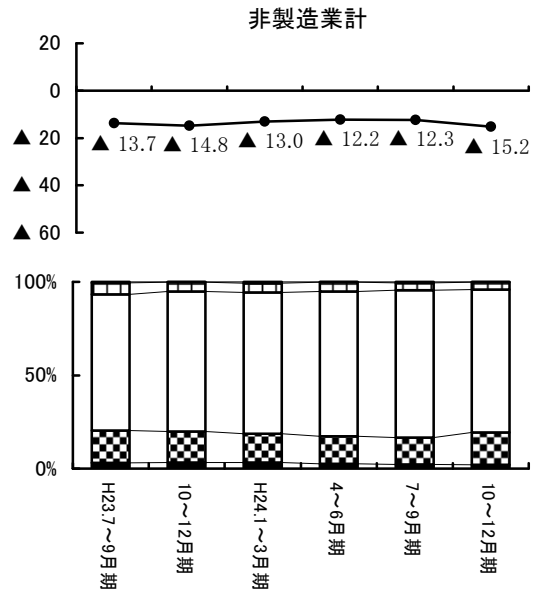 非製造業計
20
0
▲ 20
▲ 40
▲ 60
▲ 13.7
▲ 14.8
▲ 13.0
▲ 12.2
▲ 12.3
▲ 15.2
100%
50%
0%
H23.7～9月期
10～12月期
H24.1～3月期
4～6月期
7～9月期
10～12月期